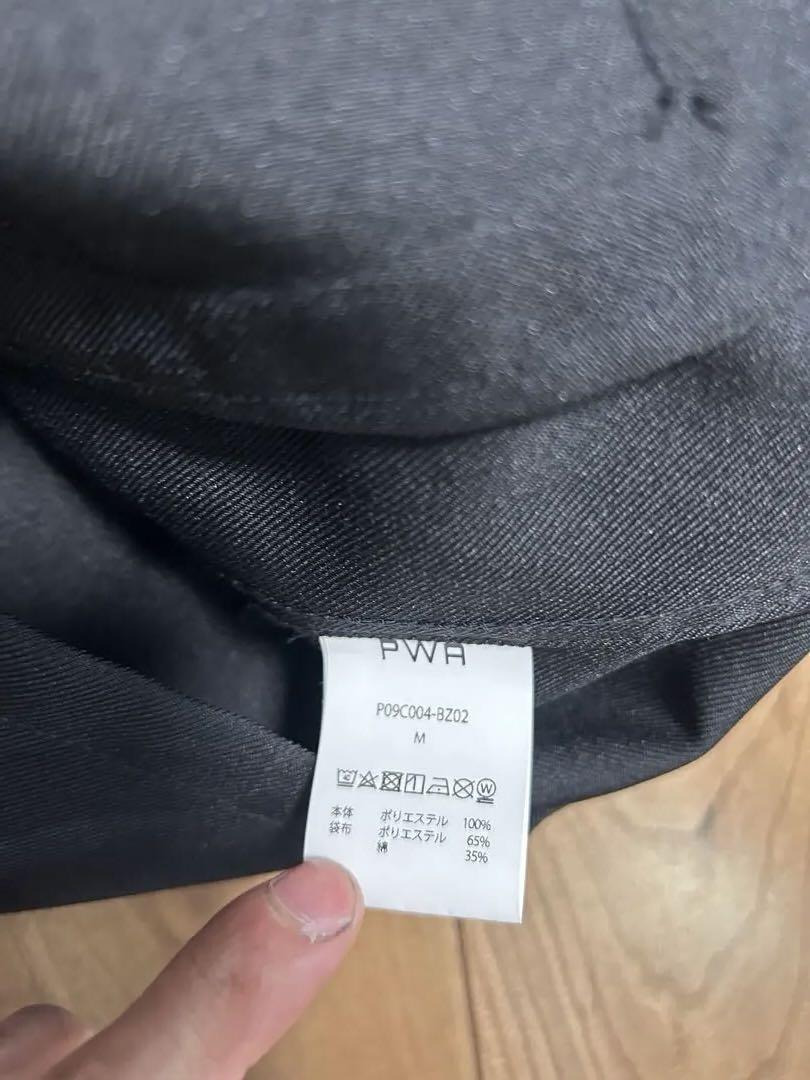 PWA
P09C004-BZ02
M
本体 ポリエステル 100%
袋布 ポリエステル 65%
綿 35%